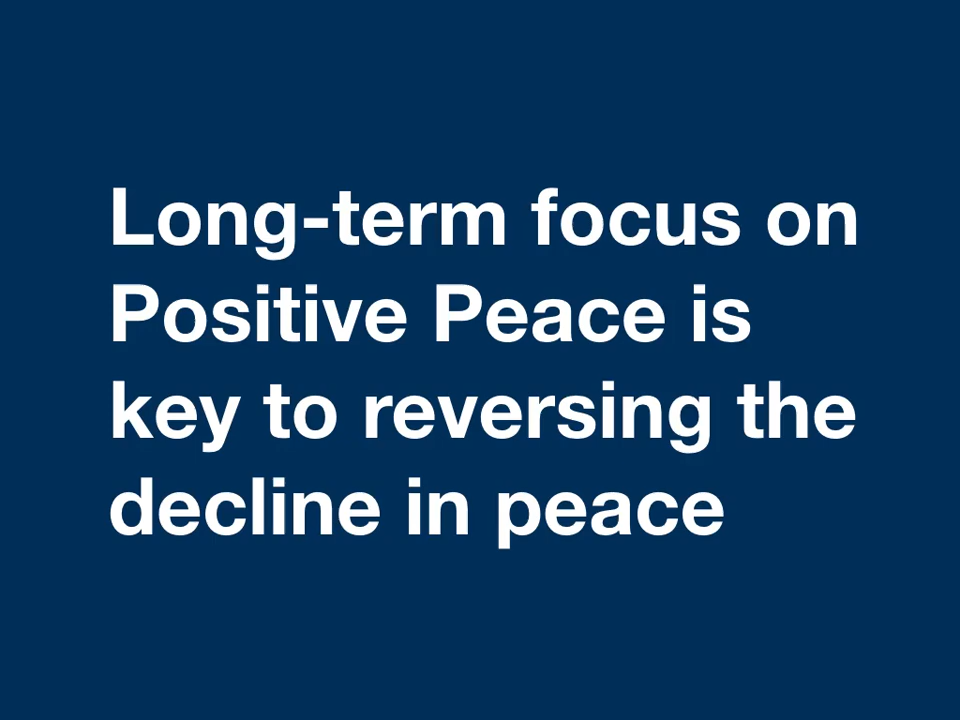 Long-term focus on
Positive Peace is
key to reversing the
decline in peace